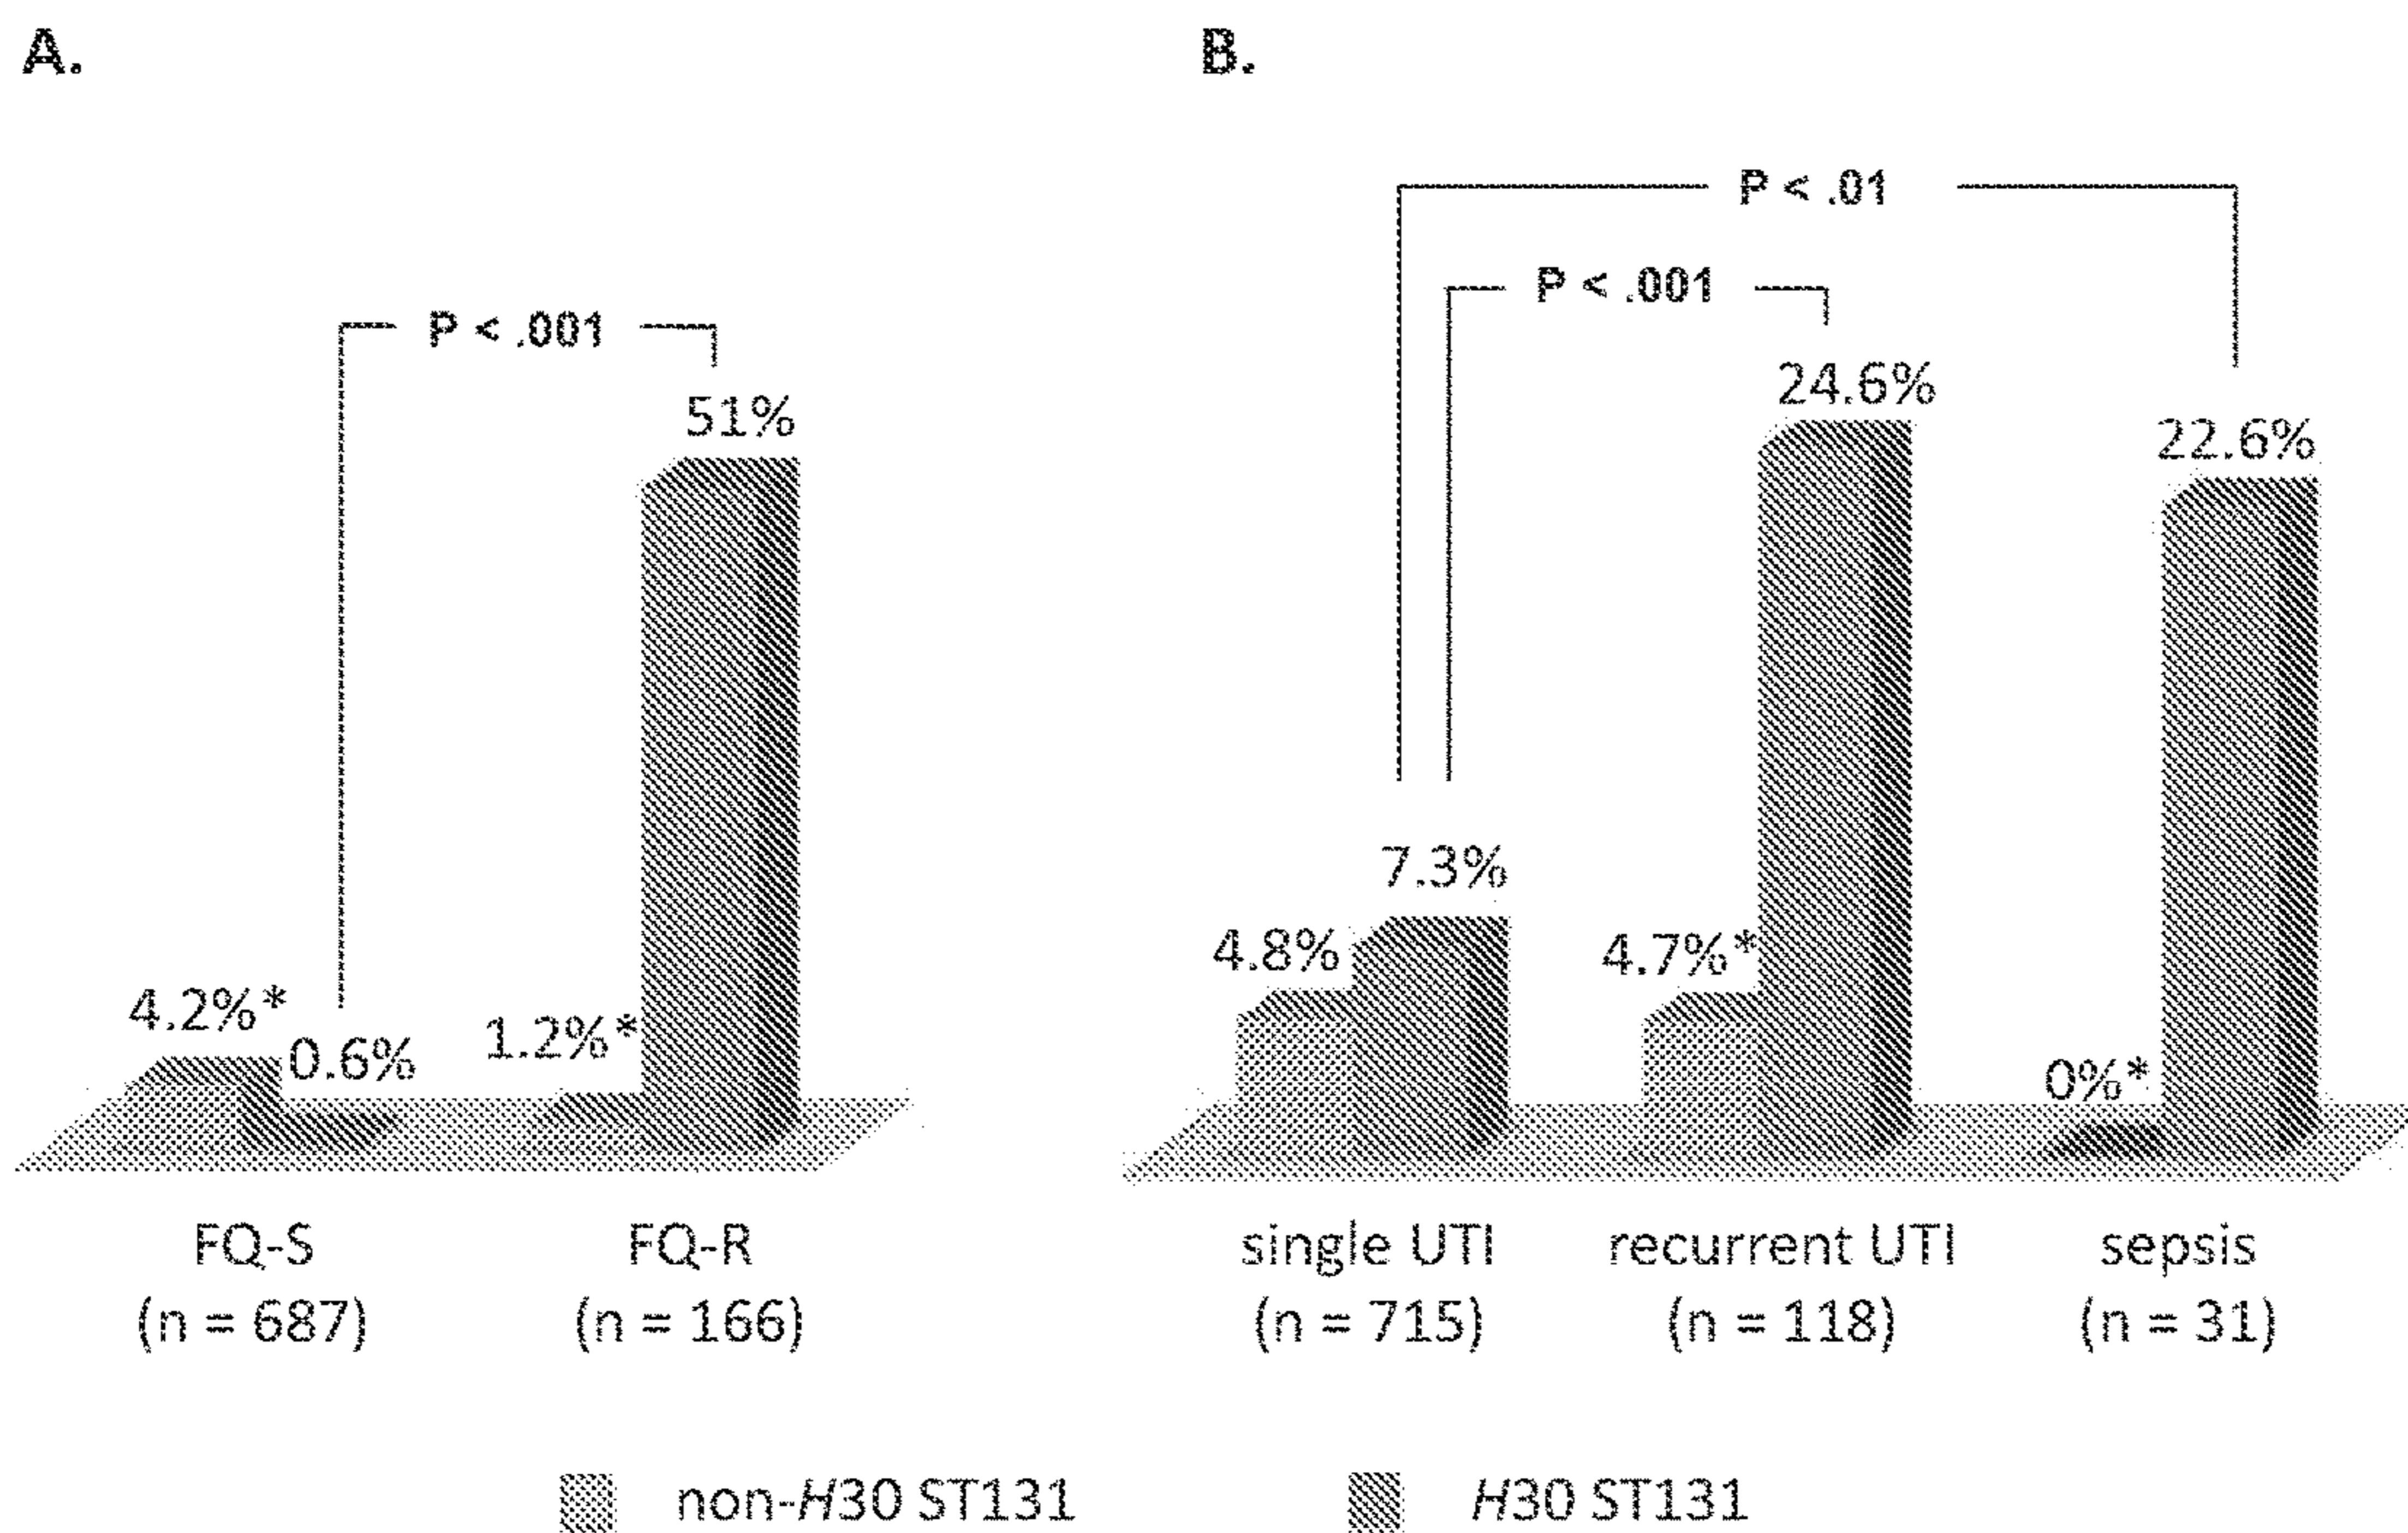 A.
P < .001
51%
4.2%*
0.6%
1.2%*
FQ-S
(n = 687)
FQ-R
(n = 166)
B.
P < .01
P < .001
24.6%
22.6%
7.3%
4.8%
4.7%*
0%*
single UTI
(n = 715)
recurrent UTI
(n = 118)
sepsis
(n = 31)
non-H30 ST131
H30 ST131